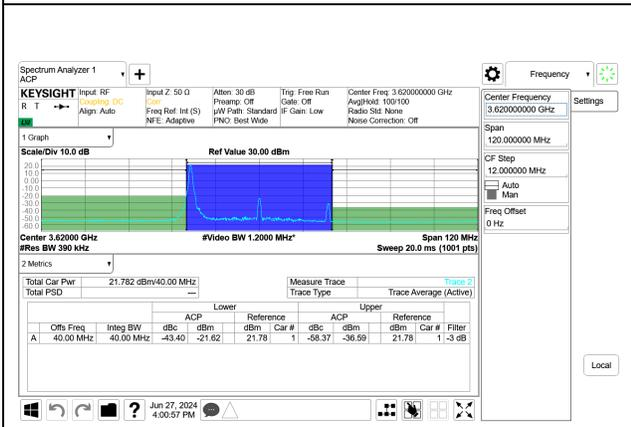 Spectrum Analyzer 1
ACP
Frequency
KEYSIGHT
R T
LXI
Input: RF
Coupling: DC
Align: Auto
Input Z: 50 Ω
Corr
Freq Ref: Int (S)
NFE: Adaptive
Atten: 30 dB
Preamp: Off
µW Path: Standard
PNO: Best Wide
Trig: Free Run
Gate: Off
IF Gain: Low
Center Freq: 3.620000000 GHz
Avg|Hold: 100/100
Radio Std: None
Noise Correction: Off
Center Frequency
3.620000000 GHz
Settings
Span
120.000000 MHz
CF Step
12.000000 MHz
Auto
Man
Freq Offset
0 Hz
1 Graph
Scale/Div 10.0 dB
Ref Value 30.00 dBm
20.0
10.0
0.00
-10.0
-20.0
-30.0
-40.0
-50.0
-60.0
Center 3.62000 GHz
#Video BW 1.2000 MHz*
Span 120 MHz
#Res BW 390 kHz
Sweep 20.0 ms (1001 pts)
2 Metrics
Total Car Pwr 21.782 dBm/40.00 MHz Measure Trace Trace 2
Total PSD --- Trace Type Trace Average (Active)
Lower Upper
ACP Reference ACP Reference
Offs Freq Integ BW dBc dBm dBm Car # dBc dBm dBm Car # Filter
A 40.00 MHz 40.00 MHz -43.40 -21.62 21.78 1 -58.37 -36.59 21.78 1 -3 dB
Local
Jun 27, 2024
4:00:57 PM